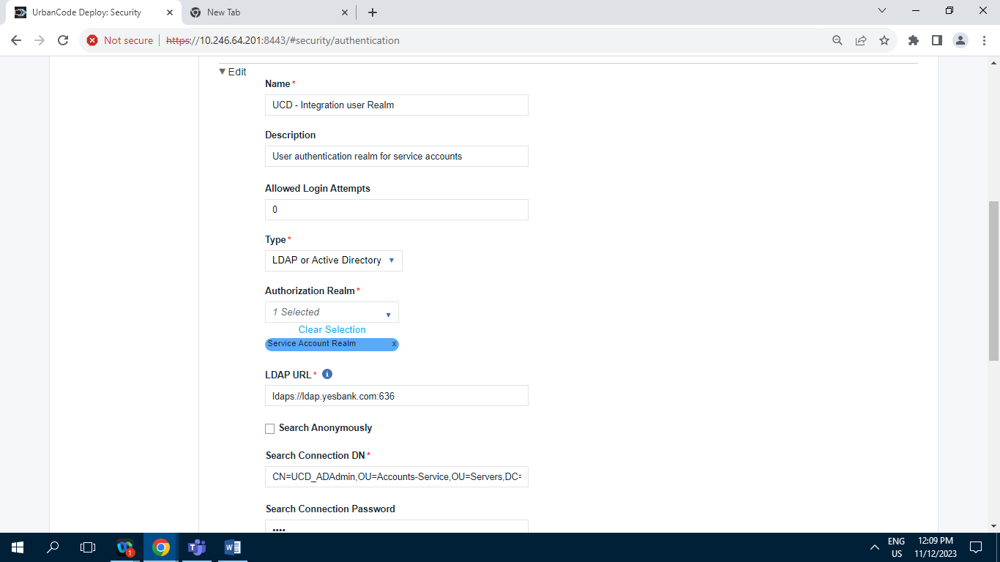 UrbanCode Deploy: Security
New Tab
Not secure
https://10.246.64.201:8443/#security/authentication
Edit
Name *
UCD - Integration user Realm
Description
User authentication realm for service accounts
Allowed Login Attempts
0
Type *
LDAP or Active Directory
Authorization Realm *
1 Selected
Clear Selection
Service Account Realm x
LDAP URL *
ldaps://ldap.yesbank.com:636
Search Anonymously
Search Connection DN *
CN=UCD_ADAdmin,OU=Accounts-Service,OU=Servers,DC=
Search Connection Password
••••
1
ENG
US
12:09 PM
11/12/2023